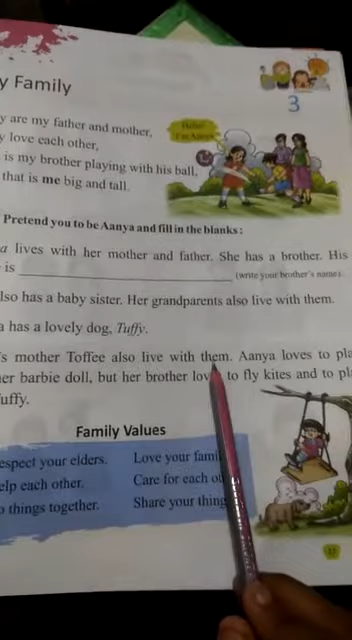 y Family
3
y are my father and mother,
y love each other,
is my brother playing with his ball,
that is me big and tall.
Hello!
I'm Aanya
Pretend you to be Aanya and fill in the blanks :
a lives with her mother and father. She has a brother. His
is ____________________ (write your brother's name).
lso has a baby sister. Her grandparents also live with them.
a has a lovely dog, Tuffy.
's mother Toffee also live with them. Aanya loves to pla
er barbie doll, but her brother lov to fly kites and to pl
uffy.
Family Values
espect your elders. Love your fami
elp each other. Care for each ot
o things together. Share your thing